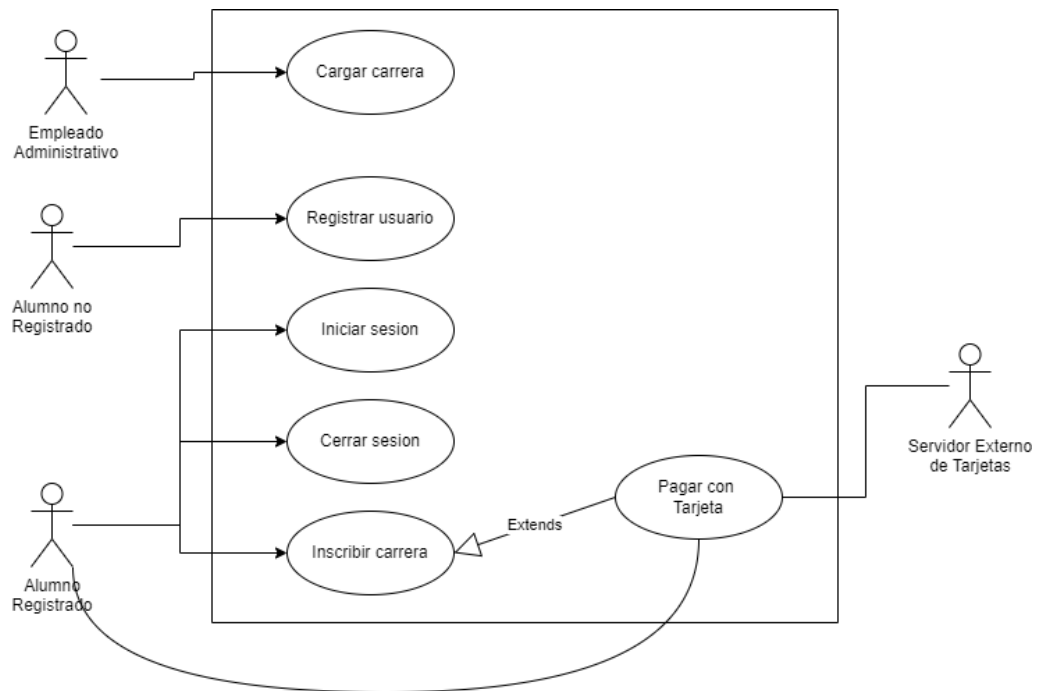 Empleado
Administrativo
Cargar carrera
Alumno no
Registrado
Registrar usuario
Iniciar sesion
Cerrar sesion
Servidor Externo
de Tarjetas
Pagar con
Tarjeta
Extends
Inscribir carrera
Alumno
Registrado